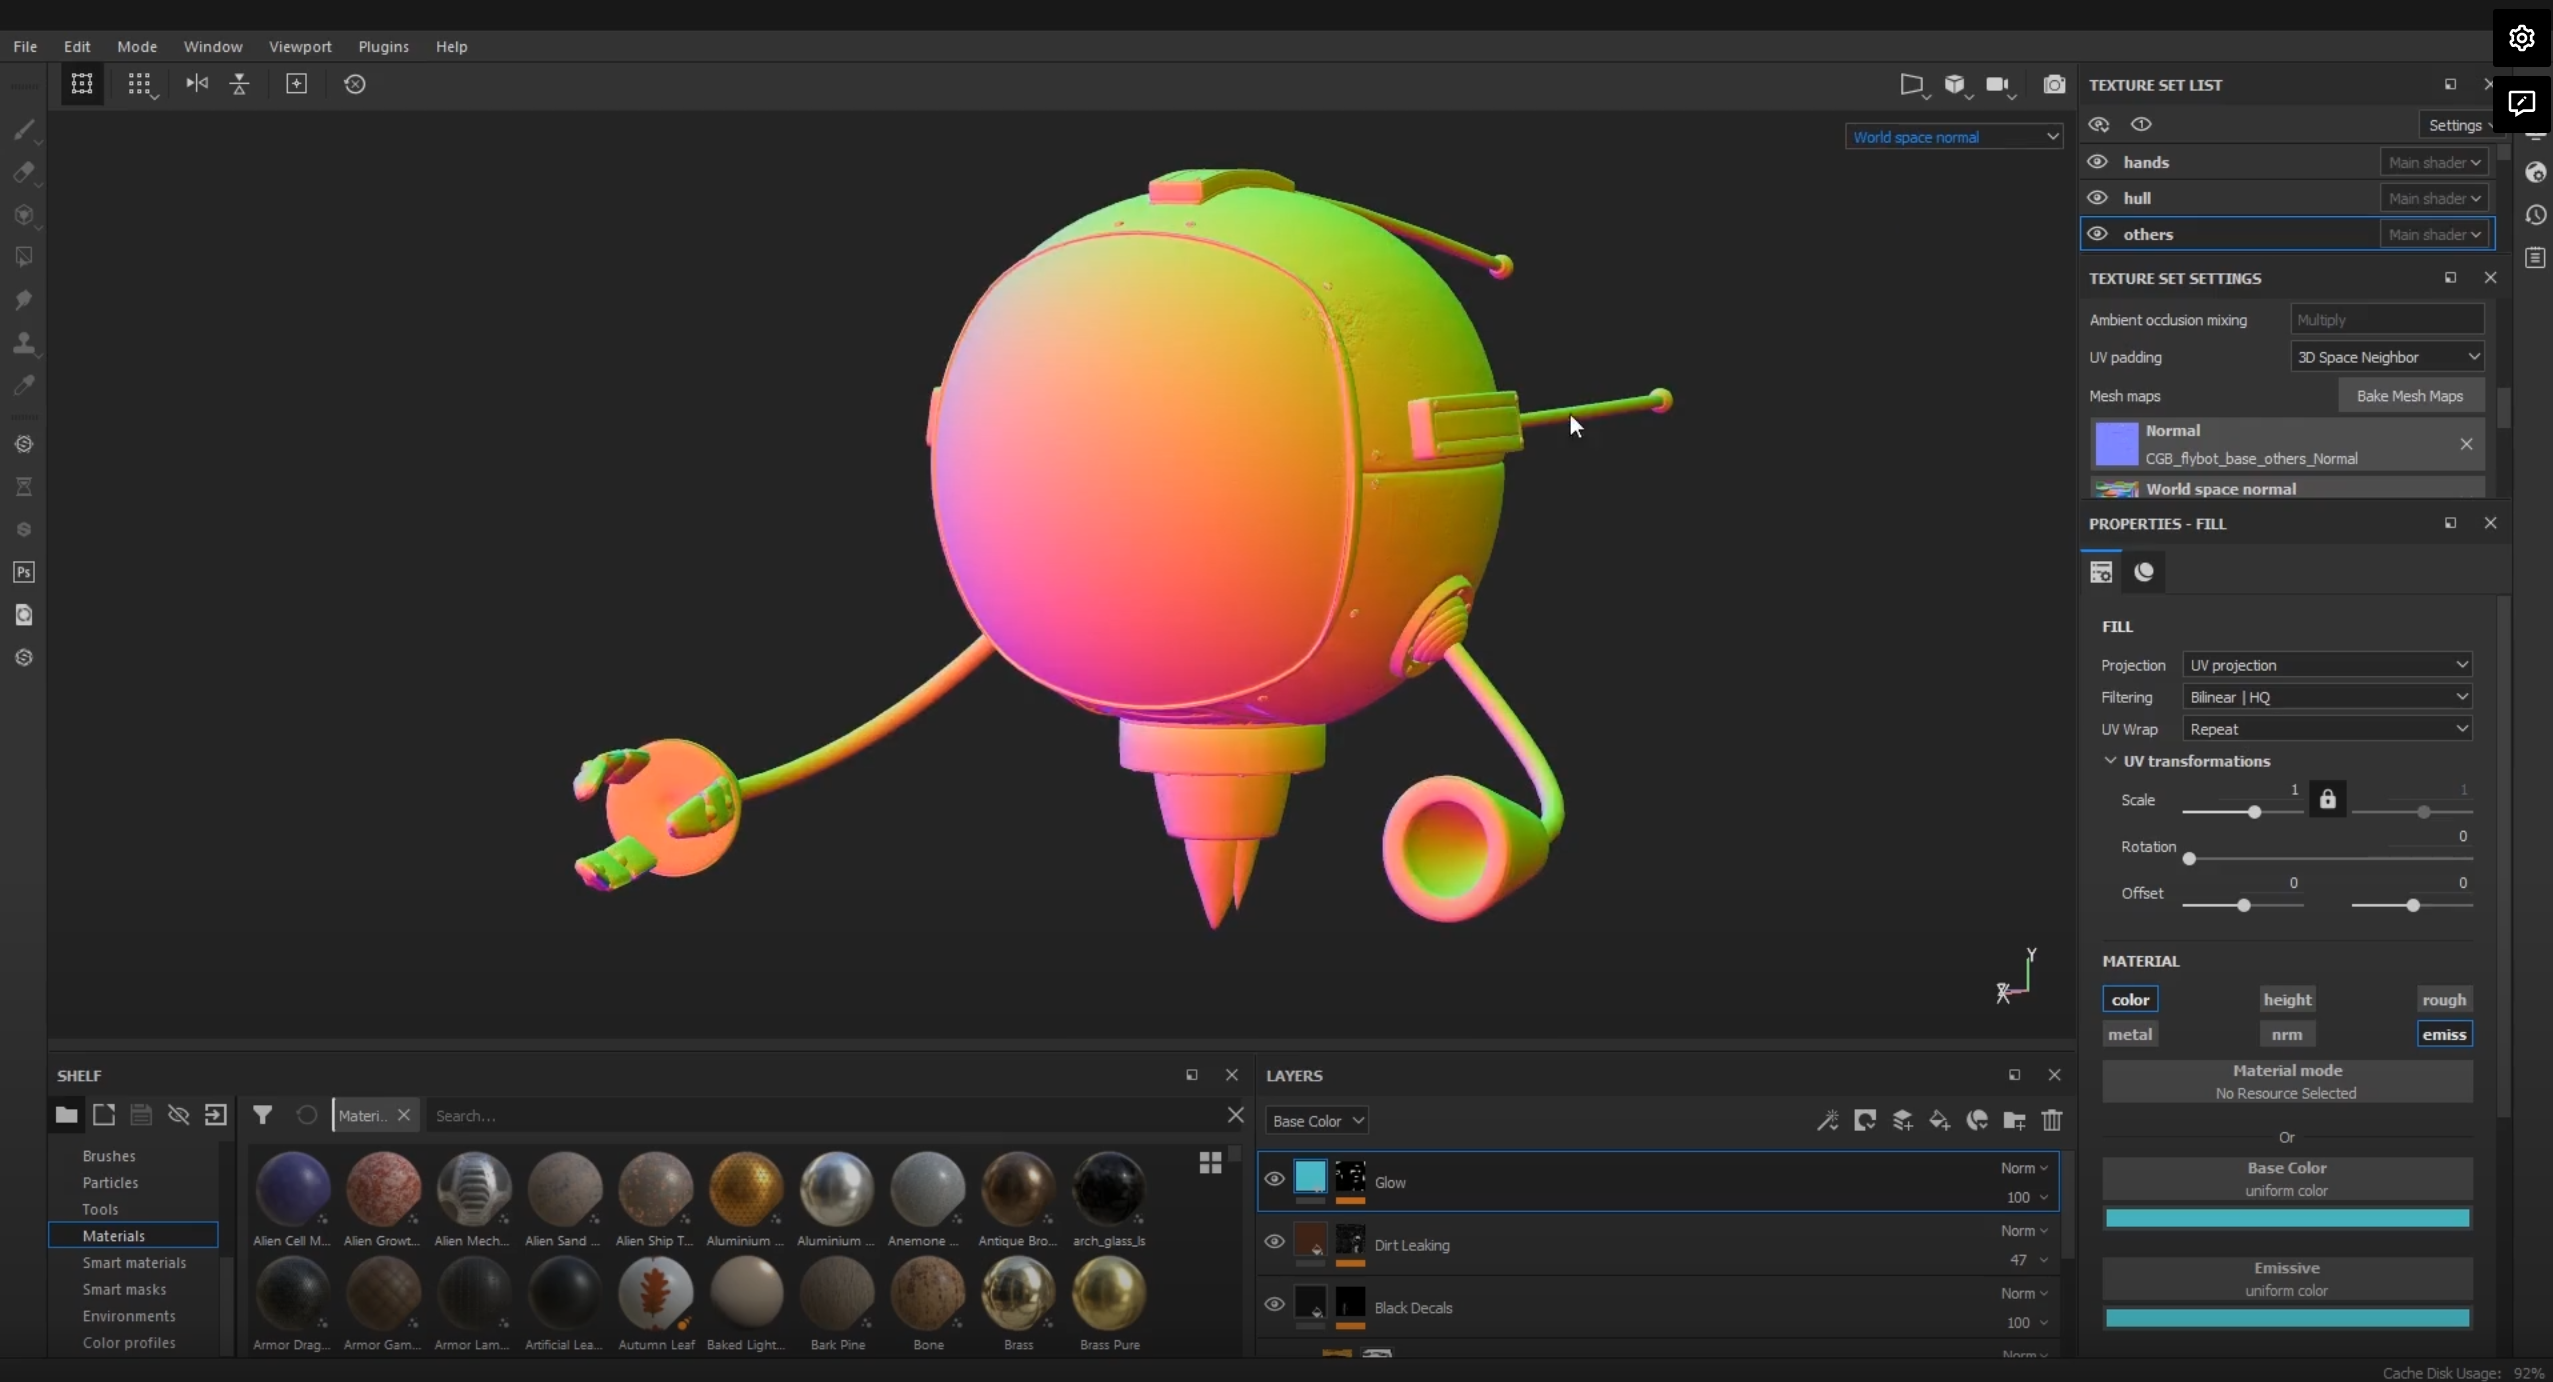 File Edit Mode Window Viewport Plugins Help
World space normal
Y
X
TEXTURE SET LIST
Settings
hands Main shader
hull Main shader
others Main shader
TEXTURE SET SETTINGS
Ambient occlusion mixing Multiply
UV padding 3D Space Neighbor
Mesh maps Bake Mesh Maps
Normal
CGB_flybot_base_others_Normal
World space normal
PROPERTIES - FILL
FILL
Projection UV projection
Filtering Bilinear | HQ
UV Wrap Repeat
UV transformations
Scale 1 1
Rotation 0
Offset 0 0
MATERIAL
color height rough
metal nrm emiss
Material mode
No Resource Selected
Or
Base Color
uniform color
Emissive
uniform color
Ps
SHELF
Materi.. Search...
Brushes
Particles
Tools
Materials
Smart materials
Smart masks
Environments
Color profiles
Alien Cell M... Alien Growt... Alien Mech... Alien Sand ... Alien Ship T... Aluminium ... Aluminium ... Anemone ... Antique Bro... arch_glass_ls
Armor Drag... Armor Gam... Armor Lam... Artificial Lea... Autumn Leaf Baked Light... Bark Pine Bone Brass Brass Pure
LAYERS
Base Color
Glow Norm
100
Dirt Leaking Norm
47
Black Decals Norm
100
Norm
Cache Disk Usage: 92%